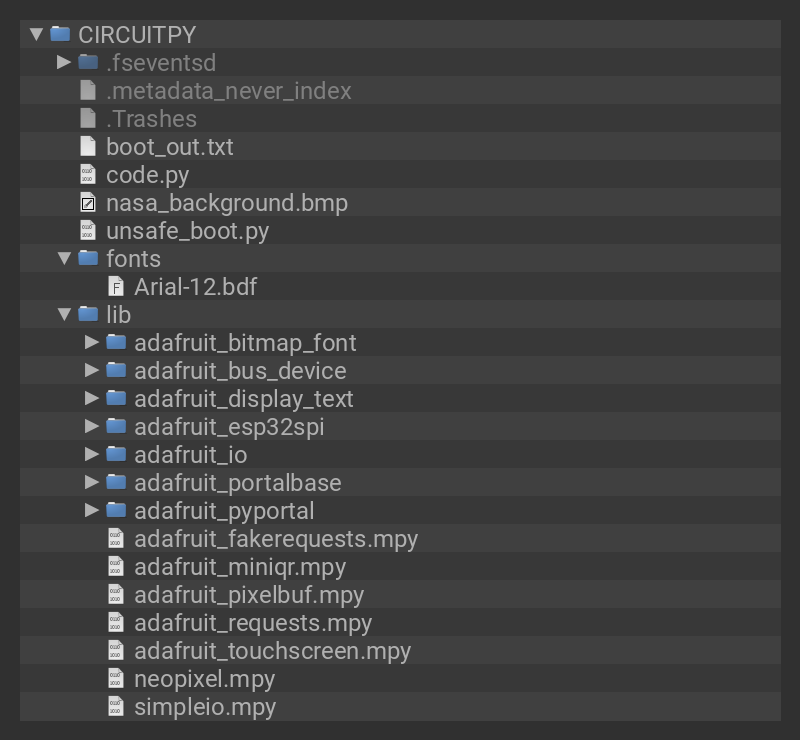 CIRCUITPY
.fseventsd
.metadata_never_index
.Trashes
boot_out.txt
code.py
nasa_background.bmp
unsafe_boot.py
fonts
Arial-12.bdf
lib
adafruit_bitmap_font
adafruit_bus_device
adafruit_display_text
adafruit_esp32spi
adafruit_io
adafruit_portalbase
adafruit_pyportal
adafruit_fakerequests.mpy
adafruit_miniqr.mpy
adafruit_pixelbuf.mpy
adafruit_requests.mpy
adafruit_touchscreen.mpy
neopixel.mpy
simpleio.mpy